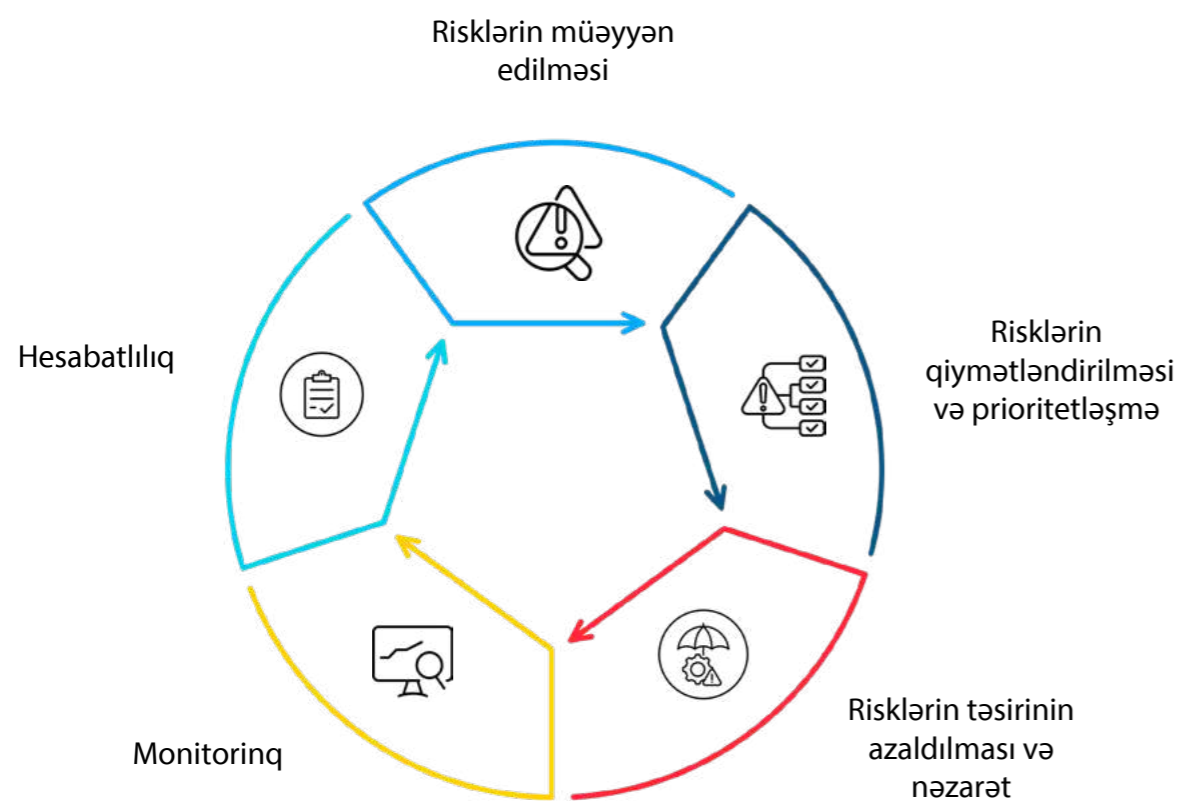 Risklərin müəyyən
edilməsi
Risklərin
qiymətləndirilməsi
və prioritetləşmə
Risklərin təsirinin
azaldılması və
nəzarət
Monitorinq
Hesabatlılıq